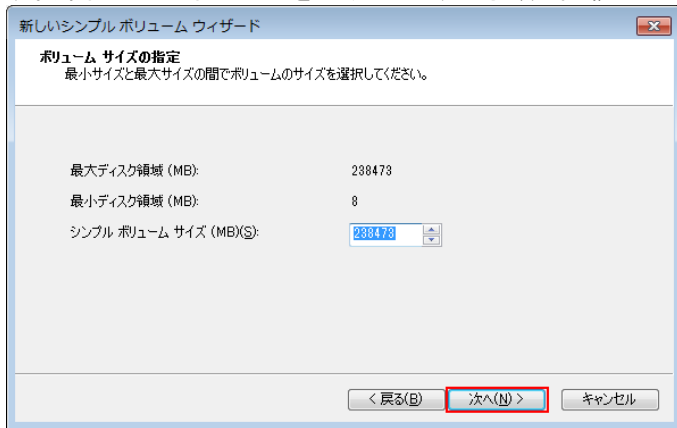 新しいシンプル ボリューム ウィザード
ボリューム サイズの指定
最小サイズと最大サイズの間でボリュームのサイズを選択してください。
最大ディスク領域 (MB): 238473
最小ディスク領域 (MB): 8
シンプル ボリューム サイズ (MB)(S): 238473
< 戻る(B) 次へ(N) > キャンセル